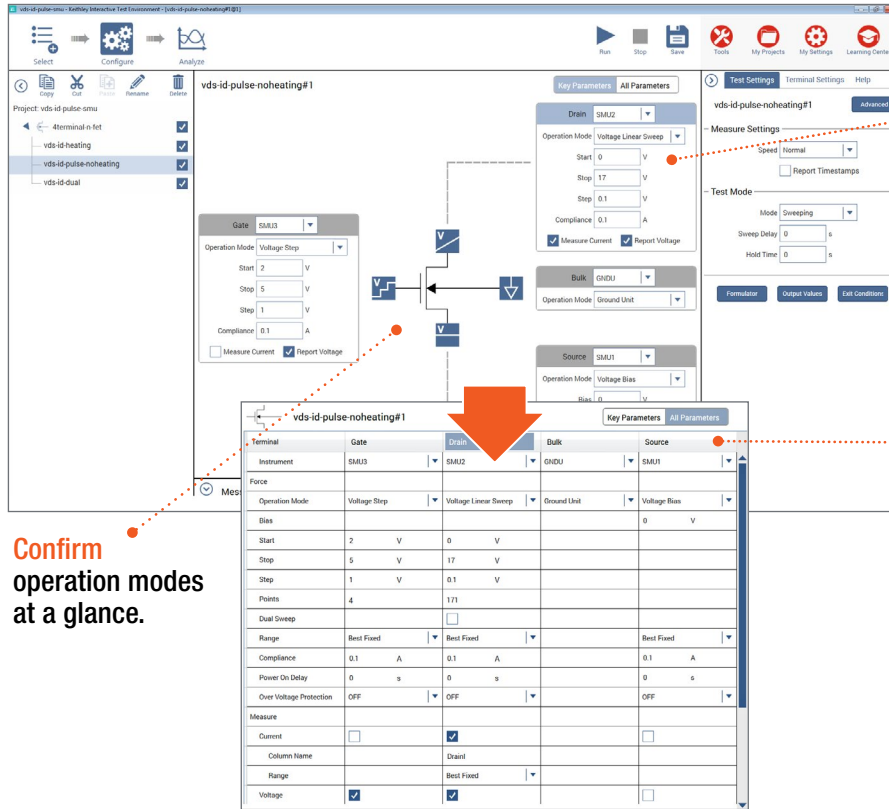 vds-id-pulse-smu - Keithley Interactive Test Environment - [vds-id-pulse-noheating#1@1]
Select
Configure
Analyze
Run
Stop
Save
Tools
My Projects
My Settings
Learning Center
Copy
Cut
Paste
Rename
Delete
Project: vds-id-pulse-smu
4terminal-n-fet
vds-id-heating
vds-id-pulse-noheating
vds-id-dual
vds-id-pulse-noheating#1
Key Parameters All Parameters
Gate SMU3
Operation Mode Voltage Step
Start 2 V
Stop 5 V
Step 1 V
Compliance 0.1 A
Measure Current Report Voltage
V
V
V
Drain SMU2
Operation Mode Voltage Linear Sweep
Start 0 V
Stop 17 V
Step 0.1 V
Compliance 0.1 A
Measure Current Report Voltage
Bulk GNDU
Operation Mode Ground Unit
Source SMU1
Operation Mode Voltage Bias
Bias 0 V
Test Settings Terminal Settings Help
vds-id-pulse-noheating#1 Advanced
Measure Settings
Speed Normal
Report Timestamps
Test Mode
Mode Sweeping
Sweep Delay 0 s
Hold Time 0 s
Formulator Output Values Exit Conditions
Mes
vds-id-pulse-noheating#1 Key Parameters All Parameters
Terminal Gate Drain Bulk Source
Instrument SMU3 SMU2 GNDU SMU1
Force
Operation Mode Voltage Step Voltage Linear Sweep Ground Unit Voltage Bias
Bias 0 V
Start 2 V 0 V
Stop 5 V 17 V
Step 1 V 0.1 V
Points 4 171
Dual Sweep
Range Best Fixed Best Fixed Best Fixed
Compliance 0.1 A 0.1 A 0.1 A
Power On Delay 0 s 0 s 0 s
Over Voltage Protection OFF OFF OFF
Measure
Current
Column Name DrainI
Range Best Fixed
Voltage
Confirm
operation modes
at a glance.